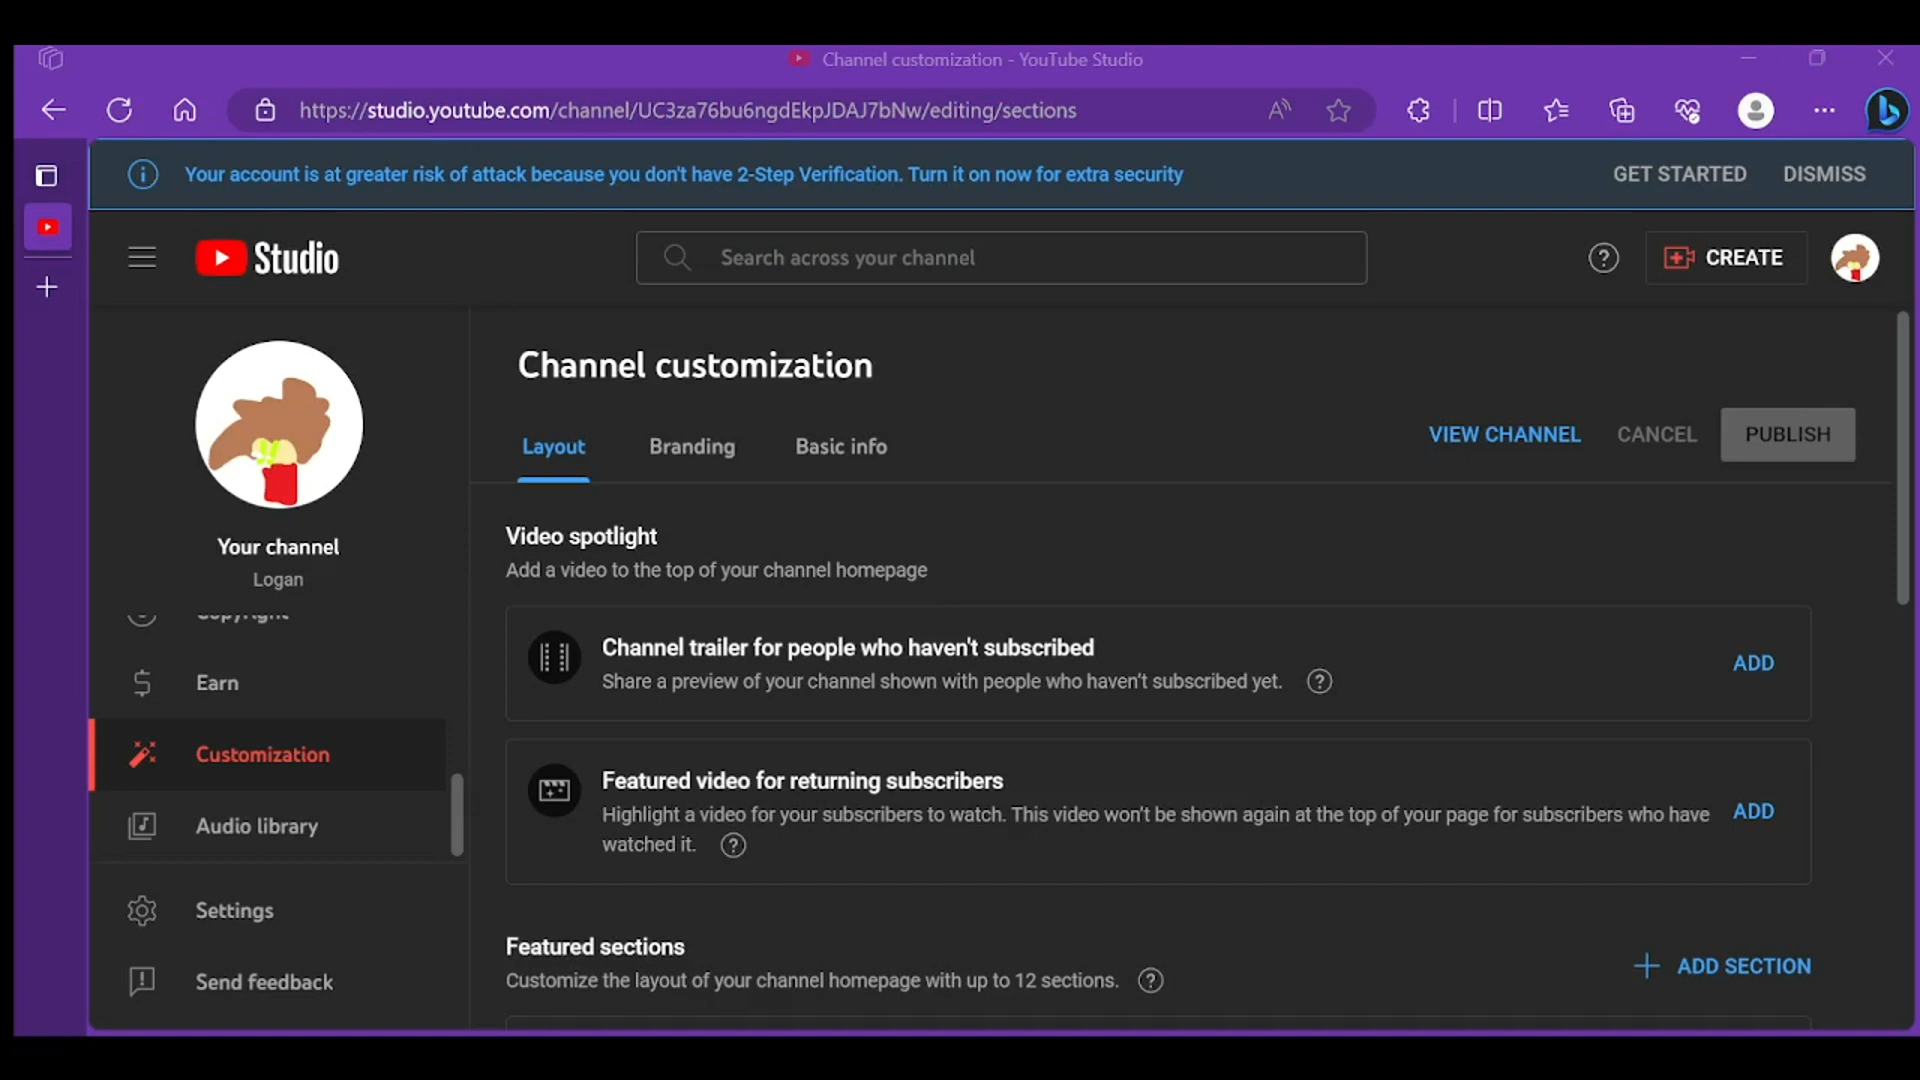 Channel customization - YouTube Studio
https://studio.youtube.com/channel/UC3za76bu6ngdEkpJDAJ7bNw/editing/sections
Your account is at greater risk of attack because you don't have 2-Step Verification. Turn it on now for extra security
GET STARTED
DISMISS
Studio
Search across your channel
CREATE
Your channel
Logan
Copyright
Earn
Customization
Audio library
Settings
Send feedback
Channel customization
Layout
Branding
Basic info
VIEW CHANNEL
CANCEL
PUBLISH
Video spotlight
Add a video to the top of your channel homepage
Channel trailer for people who haven't subscribed
Share a preview of your channel shown with people who haven't subscribed yet.
ADD
Featured video for returning subscribers
Highlight a video for your subscribers to watch. This video won't be shown again at the top of your page for subscribers who have
watched it.
ADD
Featured sections
Customize the layout of your channel homepage with up to 12 sections.
ADD SECTION